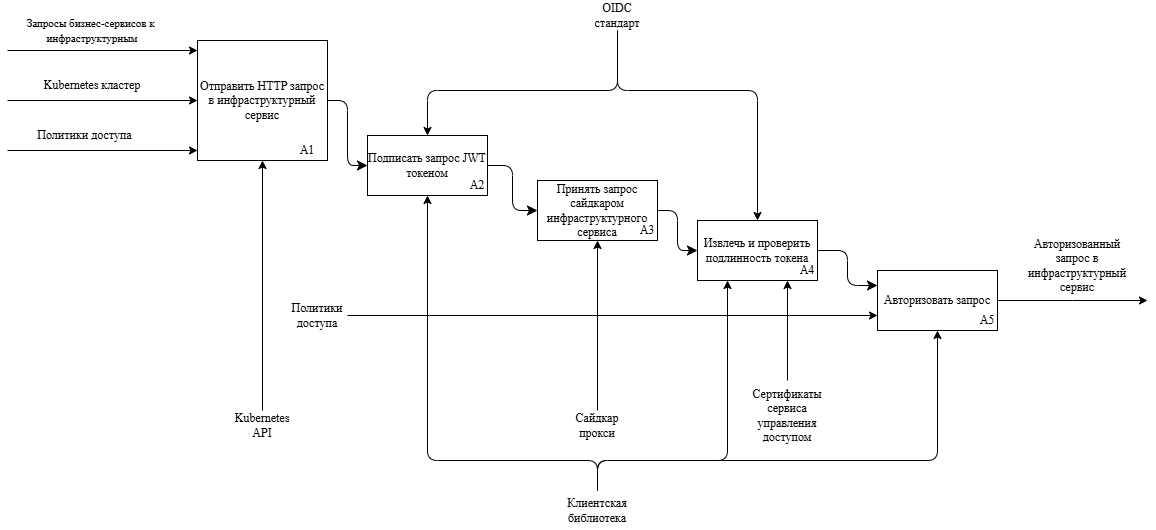 OIDC
стандарт
Запросы бизнес-сервисов к
инфраструктурным
Kubernetes кластер
Политики доступа
Отправить HTTP запрос
в инфраструктурный
сервис
A1
Подписать запрос JWT
токеном
A2
Принять запрос
сайдкаром
инфраструктурного
сервиса
A3
Извлечь и проверить
подлинность токена
A4
Авторизовать запрос
A5
Авторизованный
запрос в
инфраструктурный
сервис
Политики
доступа
Kubernetes
API
Сайдкар
прокси
Сертификаты
сервиса
управления
доступом
Клиентская
библиотека